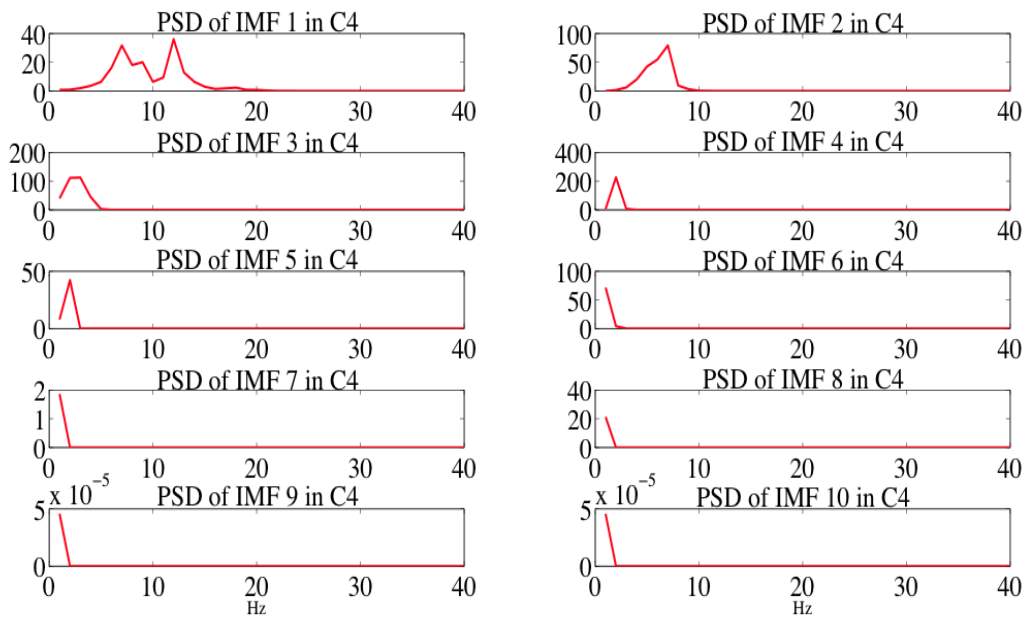 PSD of IMF 1 in C4
40
20
0
0 10 20 30 40
PSD of IMF 2 in C4
100
50
0
0 10 20 30 40
PSD of IMF 3 in C4
200
100
0
0 10 20 30 40
PSD of IMF 4 in C4
400
200
0
0 10 20 30 40
PSD of IMF 5 in C4
50
0
0 10 20 30 40
PSD of IMF 6 in C4
100
50
0
0 10 20 30 40
PSD of IMF 7 in C4
2
1
0
0 10 20 30 40
PSD of IMF 8 in C4
40
20
0
0 10 20 30 40
x 10⁻⁵ PSD of IMF 9 in C4
5
0
0 10 20 30 40
Hz
x 10⁻⁵ PSD of IMF 10 in C4
5
0
0 10 20 30 40
Hz